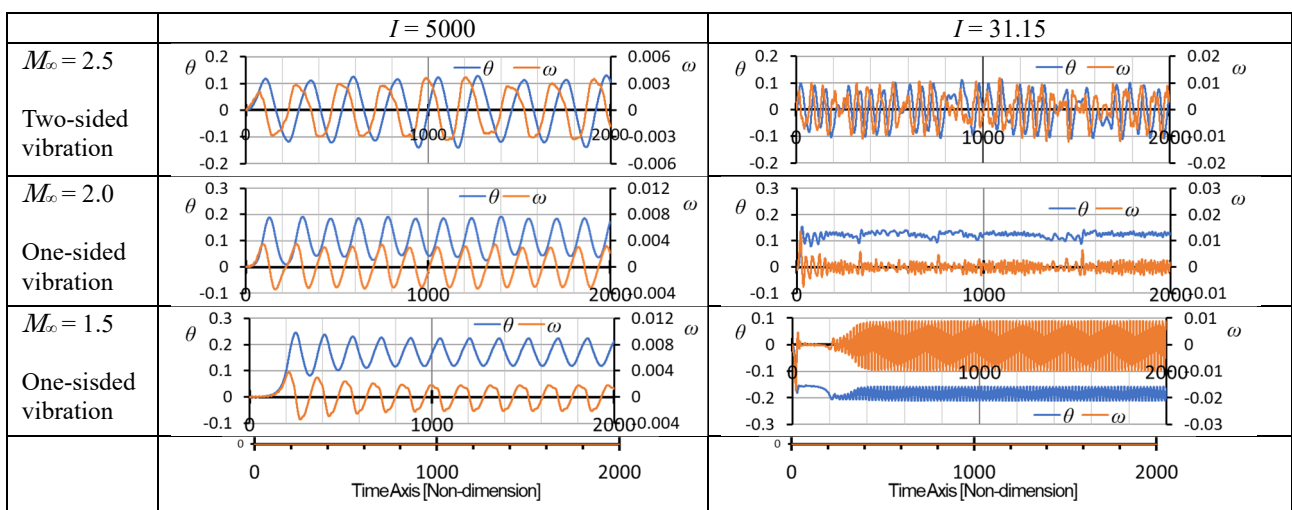 I = 5000
I = 31.15
M∞ = 2.5
Two-sided
vibration
θ 0.2 0.1 0 -0.1 -0.2
θ ω
0 1000 2000
0.006 0.003 0 -0.003 -0.006 ω
θ 0.2 0.1 0 -0.1 -0.2
θ ω
0 1000 2000
0.02 0.01 0 -0.01 -0.02 ω
M∞ = 2.0
One-sided
vibration
θ 0.3 0.2 0.1 0 -0.1
θ ω
0 1000 2000
0.012 0.008 0.004 0 -0.004 ω
θ 0.3 0.2 0.1 0 -0.1
θ ω
0 1000 2000
0.03 0.02 0.01 0 -0.01 ω
M∞ = 1.5
One-sisded
vibration
θ 0.3 0.2 0.1 0 -0.1
θ ω
0 1000 2000
0.012 0.008 0.004 0 -0.004 ω
θ 0.1 0 -0.1 -0.2 -0.3
θ ω
0 1000 2000
0.01 0 -0.01 -0.02 -0.03 ω
0
0 1000 2000
TimeAxis [Non-dimension]
0
0 1000 2000
TimeAxis [Non-dimension]